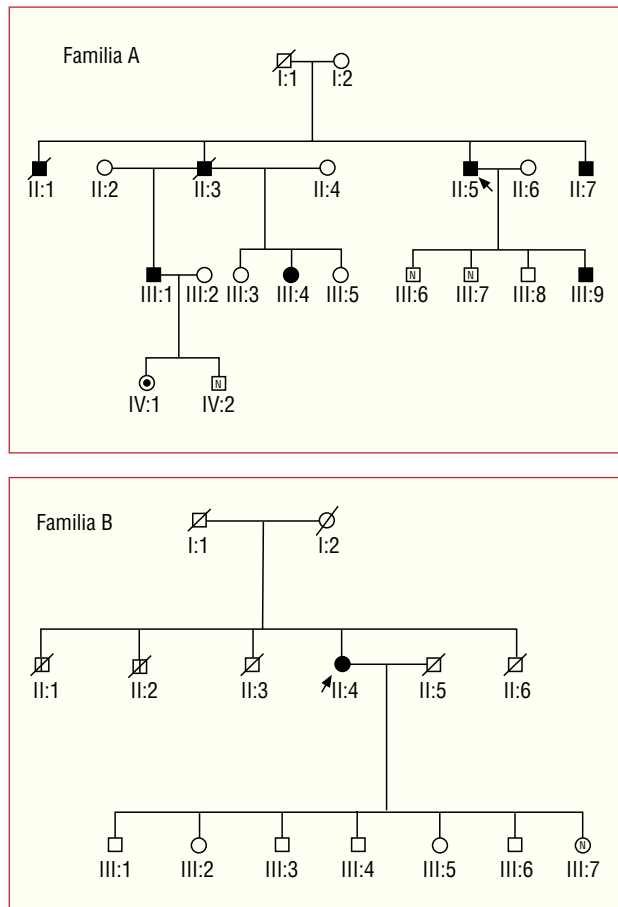 Familia A
I:1 I:2
II:1 II:2 II:3 II:4 II:5 II:6 II:7
N N
III:1 III:2 III:3 III:4 III:5 III:6 III:7 III:8 III:9
N
IV:1 IV:2
Familia B
I:1 I:2
II:1 II:2 II:3 II:4 II:5 II:6
N
III:1 III:2 III:3 III:4 III:5 III:6 III:7